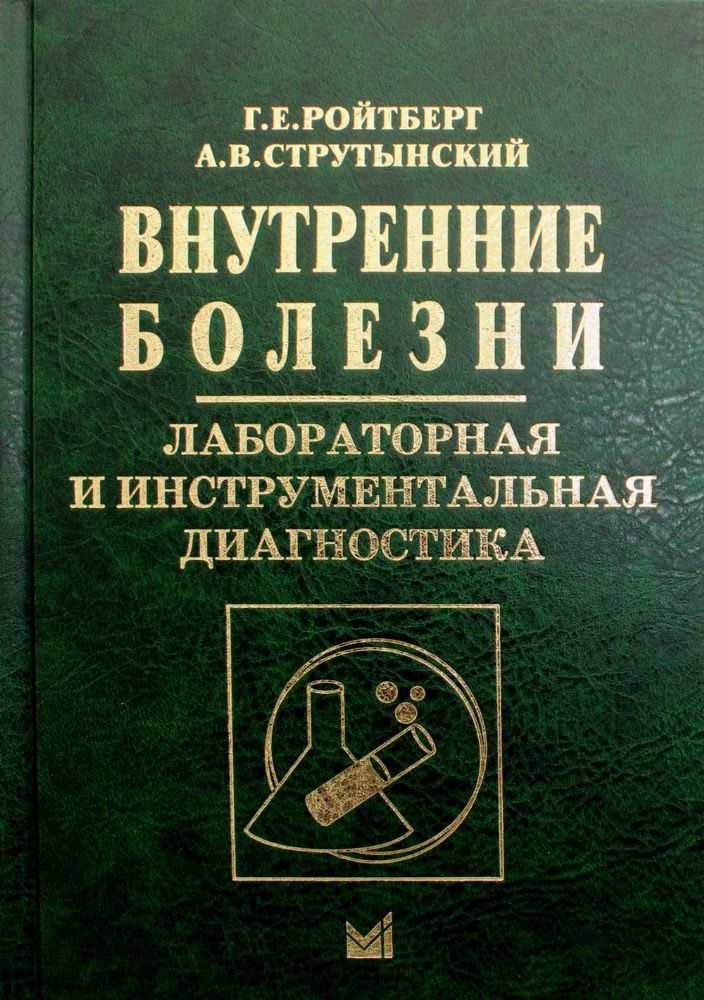 Г.Е.РОЙТБЕРГ
А.В.СТРУТЫНСКИЙ
ВНУТРЕННИЕ
БОЛЕЗНИ
ЛАБОРАТОРНАЯ
И ИНСТРУМЕНТАЛЬНАЯ
ДИАГНОСТИКА